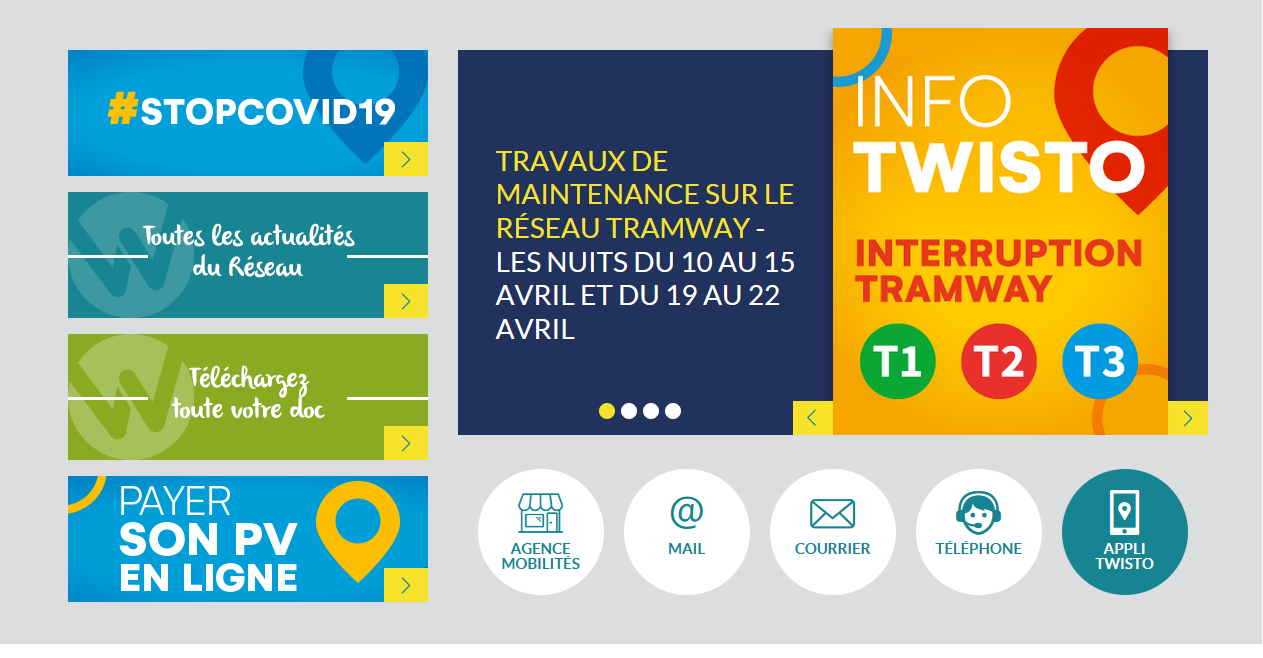 #STOPCOVID19
Toutes les actualités
du Réseau
Téléchargez
toute votre doc
PAYER
SON PV
EN LIGNE
TRAVAUX DE
MAINTENANCE SUR LE
RÉSEAU TRAMWAY -
LES NUITS DU 10 AU 15
AVRIL ET DU 19 AU 22
AVRIL
INFO
TWISTO
INTERRUPTION
TRAMWAY
T1 T2 T3
AGENCE
MOBILITÉS
@
MAIL
COURRIER
TÉLÉPHONE
APPLI
TWISTO